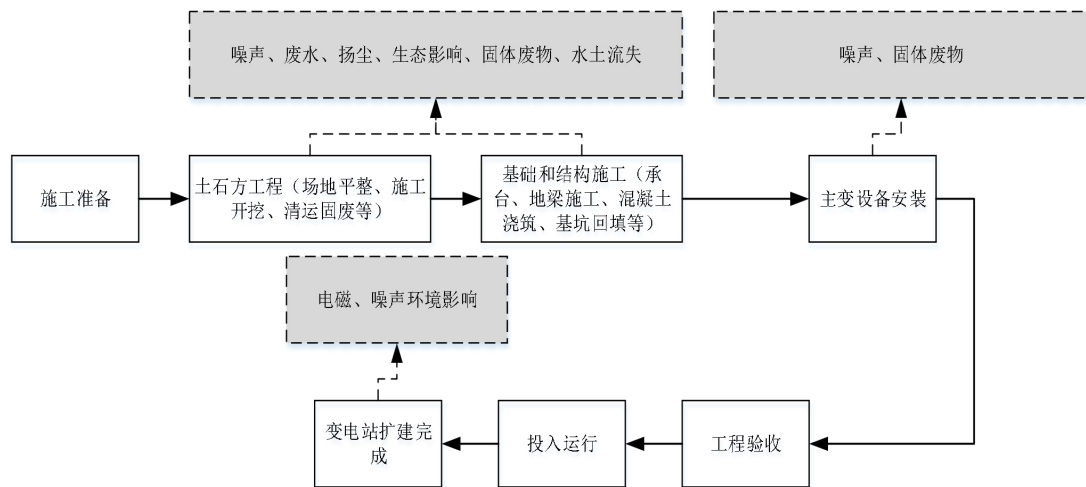 噪声、废水、扬尘、生态影响、固体废物、水土流失
噪声、固体废物
施工准备
土石方工程（场地平整、施工
开挖、清运固废等）
基础和结构施工（承
台、地梁施工、混凝土
浇筑、基坑回填等）
主变设备安装
电磁、噪声环境影响
变电站扩建完
成
投入运行
工程验收